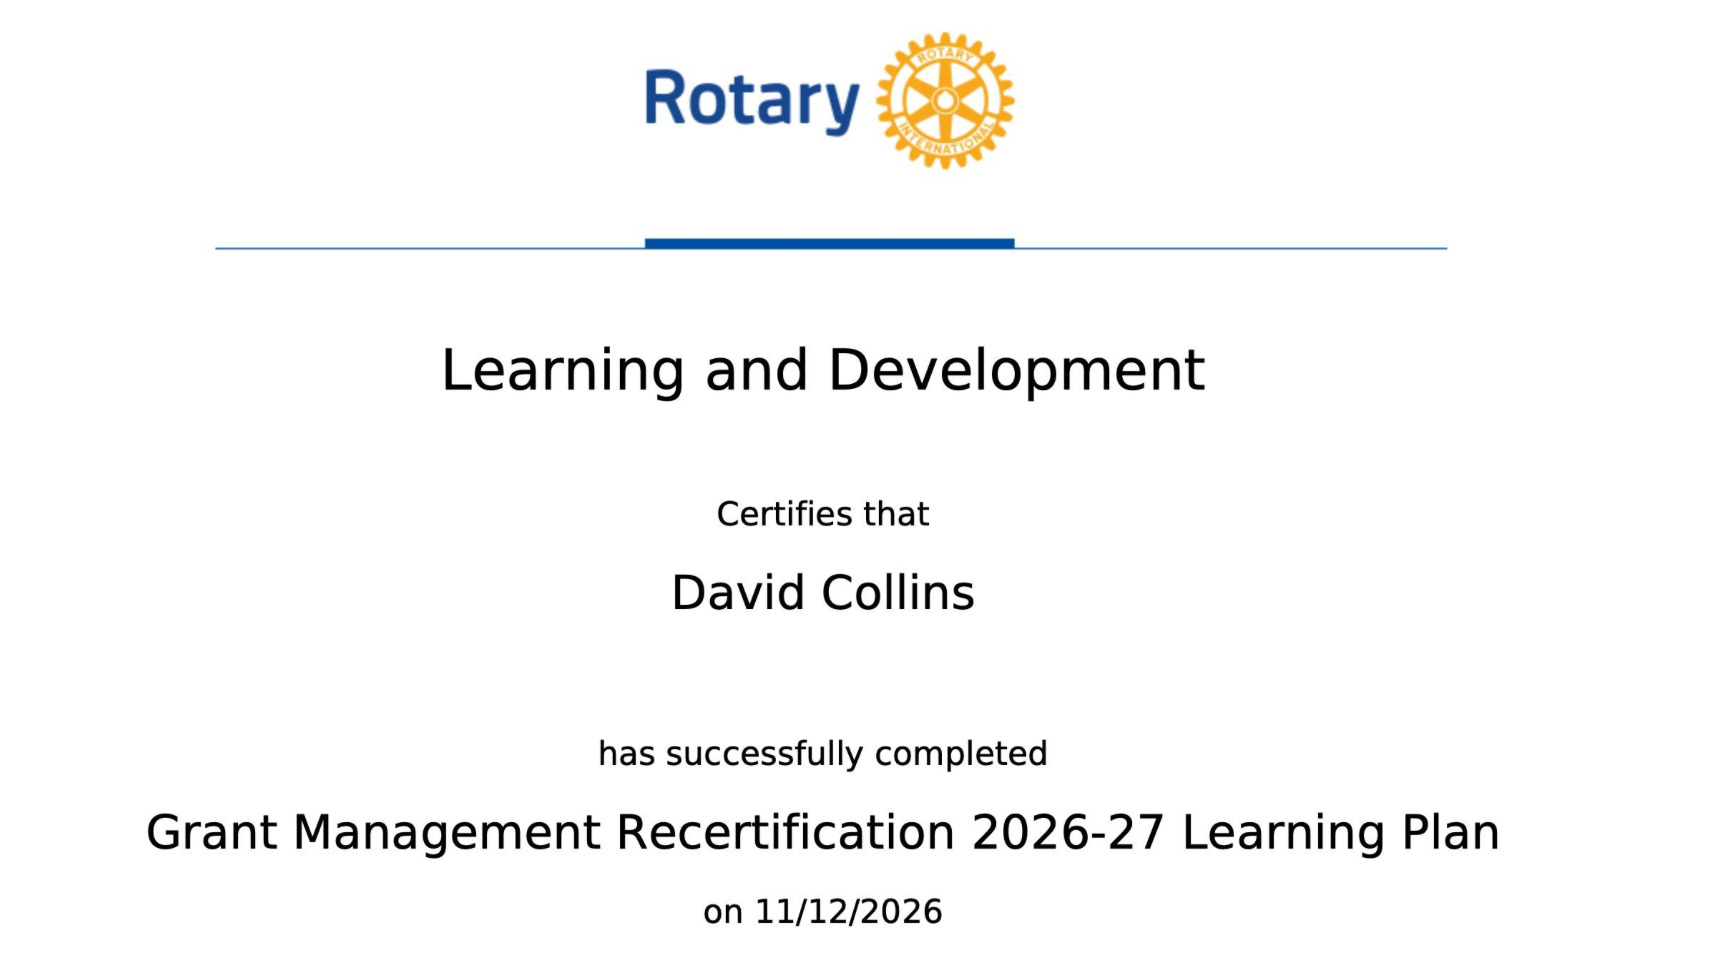 Rotary
ROTARY
INTERNATIONAL
Learning and Development
Certifies that
David Collins
has successfully completed
Grant Management Recertification 2026-27 Learning Plan
on 11/12/2026